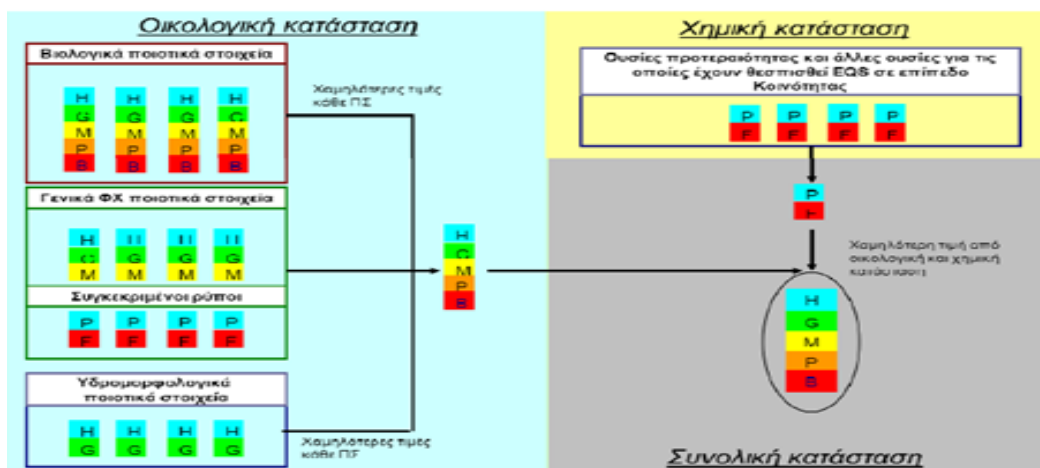 Οικολογική κατάσταση
Βιολογικά ποιοτικά στοιχεία
H H H H
G G G G
M M M M
P P P P
B B B B
Χαμηλότερες τιμές
κάθε ΠΣ
Γενικά ΦΧ ποιοτικά στοιχεία
H H H H
G G G G
M M M M
Συγκεκριμένοι ρύποι
P P P P
F F F F
Υδρομορφολογικά
ποιοτικά στοιχεία
H H H H
G G G G
Χαμηλότερες τιμές
κάθε ΠΣ
H
G
M
P
B
Χημική κατάσταση
Ουσίες προτεραιότητας και άλλες ουσίες για τις
οποίες έχουν θεσπισθεί EQS σε επίπεδο
Κοινότητας
P P P P
F F F F
P
F
Χαμηλότερη τιμή από
οικολογική και χημική
κατάσταση
H
G
M
P
B
Συνολική κατάσταση